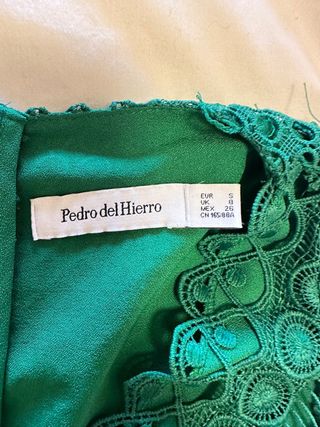 Pedro del Hierro
EUR S
UK 8
MEX 26
CN 165/88A